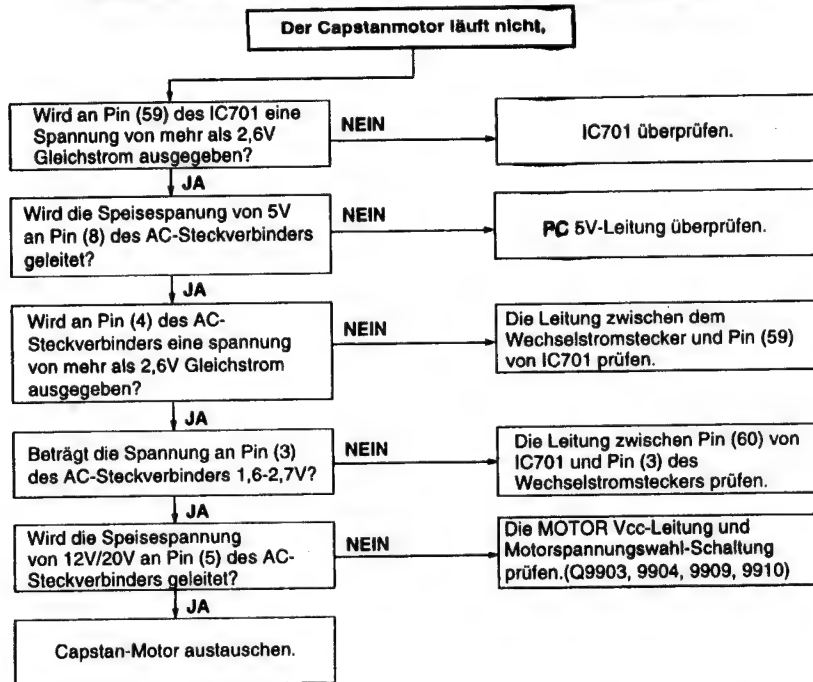 Der Capstanmotor läuft nicht,
Wird an Pin (59) des IC701 eine
Spannung von mehr als 2,6V
Gleichstrom ausgegeben?
NEIN
IC701 überprüfen.
JA
Wird die Speisespanung von 5V
an Pin (8) des AC-Steckverbinders
geleitet?
NEIN
PC 5V-Leitung überprüfen.
JA
Wird an Pin (4) des AC-
Steckverbinders eine spannung
von mehr als 2,6V Gleichstrom
ausgegeben?
NEIN
Die Leitung zwischen dem
Wechselstromstecker und Pin (59)
von IC701 prüfen.
JA
Beträgt die Spannung an Pin (3)
des AC-Steckverbinders 1,6-2,7V?
NEIN
Die Leitung zwischen Pin (60) von
IC701 und Pin (3) des
Wechselstromsteckers prüfen.
JA
Wird die Speisespannung
von 12V/20V an Pin (5) des AC-
Steckverbinders geleitet?
NEIN
Die MOTOR Vcc-Leitung und
Motorspannungswahl-Schaltung
prüfen.(Q9903, 9904, 9909, 9910)
JA
Capstan-Motor austauschen.